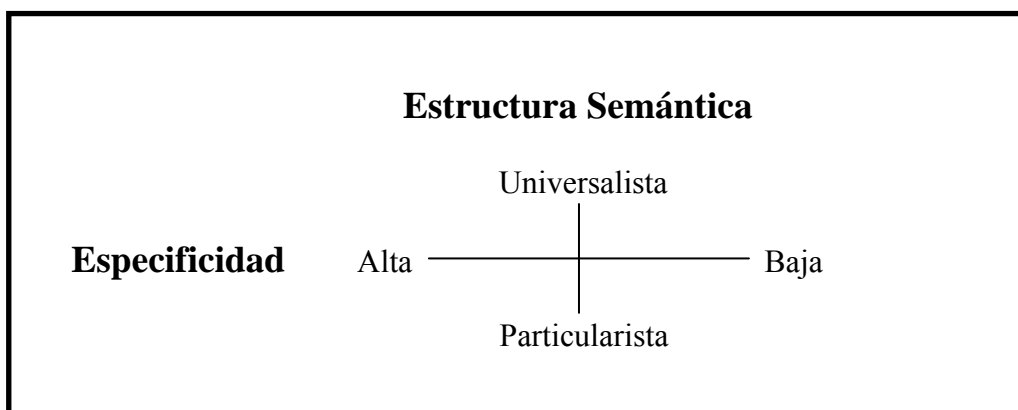 Estructura Semántica
Universalista
Especificidad Alta Baja
Particularista